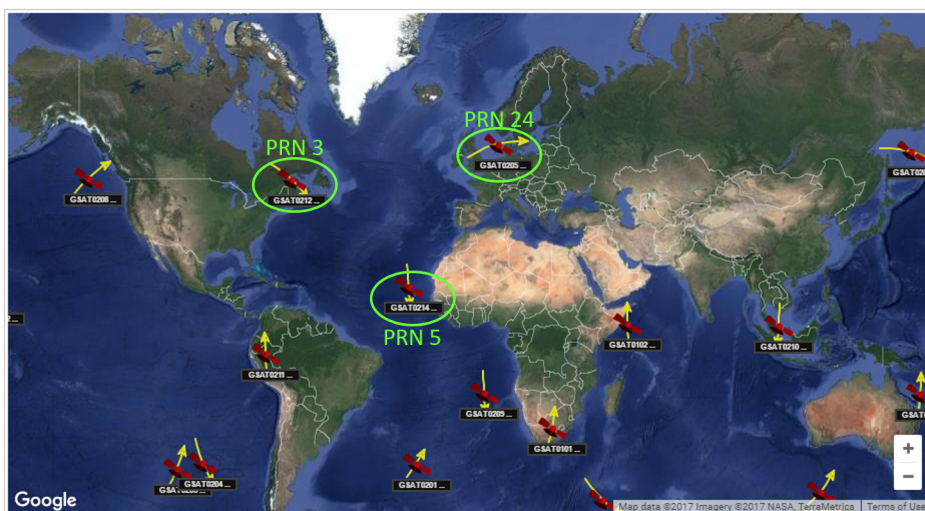 PRN 24
PRN 3
GSAT0205 ...
GSAT0208 ...
GSAT0212 ...
GSAT0214 ...
PRN 5
GSAT0102 ...
GSAT0210 ...
GSAT0211 ...
GSAT0209 ...
GSAT0101 ...
GSAT0201 ...
GSAT0204 ...
+
−
Google
Map data ©2017 Imagery ©2017 NASA, TerraMetrics
Terms of Use